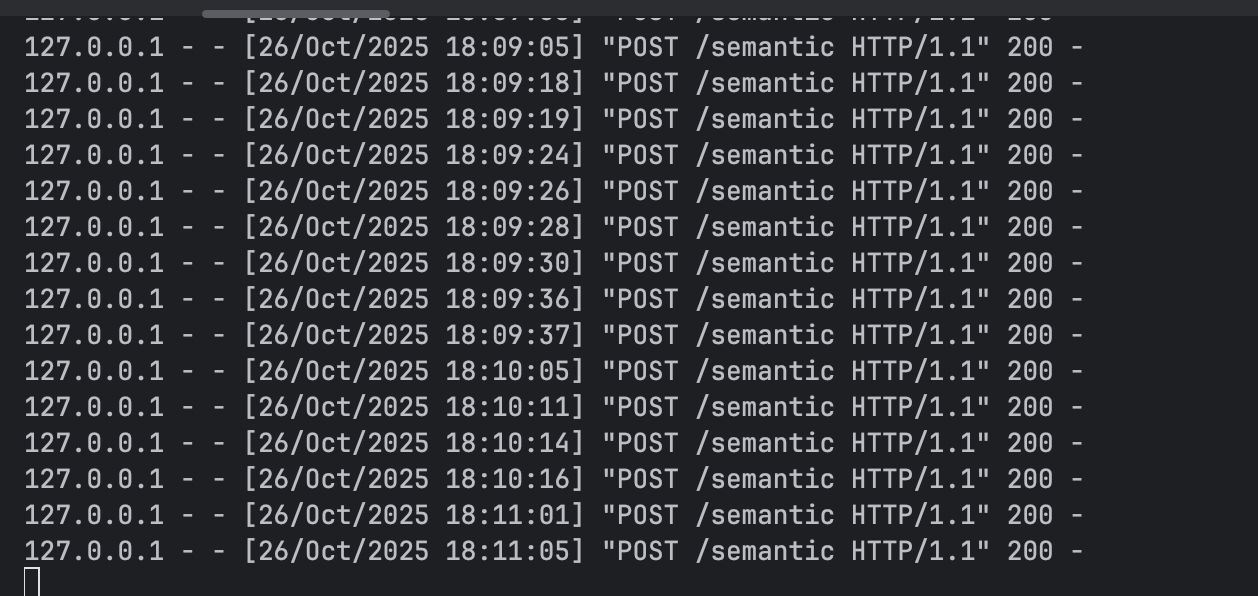 127.0.0.1 - - [26/Oct/2025 18:09:05] "POST /semantic HTTP/1.1" 200 -
127.0.0.1 - - [26/Oct/2025 18:09:18] "POST /semantic HTTP/1.1" 200 -
127.0.0.1 - - [26/Oct/2025 18:09:19] "POST /semantic HTTP/1.1" 200 -
127.0.0.1 - - [26/Oct/2025 18:09:24] "POST /semantic HTTP/1.1" 200 -
127.0.0.1 - - [26/Oct/2025 18:09:26] "POST /semantic HTTP/1.1" 200 -
127.0.0.1 - - [26/Oct/2025 18:09:28] "POST /semantic HTTP/1.1" 200 -
127.0.0.1 - - [26/Oct/2025 18:09:30] "POST /semantic HTTP/1.1" 200 -
127.0.0.1 - - [26/Oct/2025 18:09:36] "POST /semantic HTTP/1.1" 200 -
127.0.0.1 - - [26/Oct/2025 18:09:37] "POST /semantic HTTP/1.1" 200 -
127.0.0.1 - - [26/Oct/2025 18:10:05] "POST /semantic HTTP/1.1" 200 -
127.0.0.1 - - [26/Oct/2025 18:10:11] "POST /semantic HTTP/1.1" 200 -
127.0.0.1 - - [26/Oct/2025 18:10:14] "POST /semantic HTTP/1.1" 200 -
127.0.0.1 - - [26/Oct/2025 18:10:16] "POST /semantic HTTP/1.1" 200 -
127.0.0.1 - - [26/Oct/2025 18:11:01] "POST /semantic HTTP/1.1" 200 -
127.0.0.1 - - [26/Oct/2025 18:11:05] "POST /semantic HTTP/1.1" 200 -